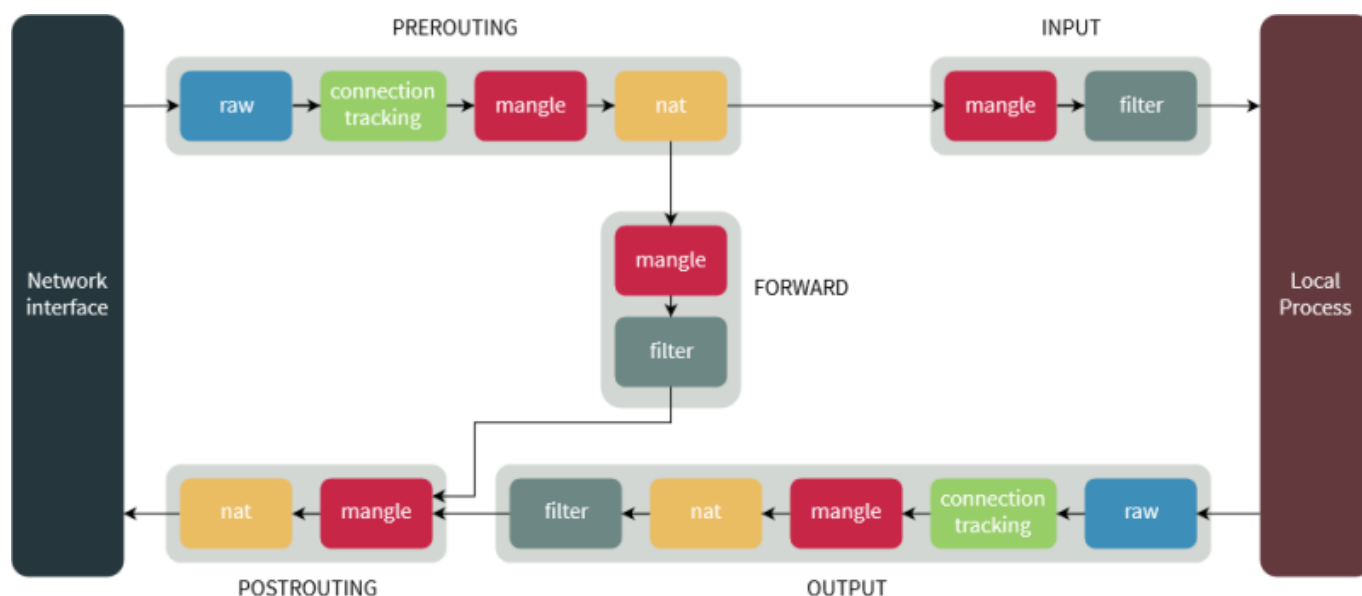 PREROUTING
INPUT
raw
connection
tracking
mangle
nat
mangle
filter
Network
interface
mangle
FORWARD
filter
Local
Process
nat
mangle
filter
nat
mangle
connection
tracking
raw
POSTROUTING
OUTPUT